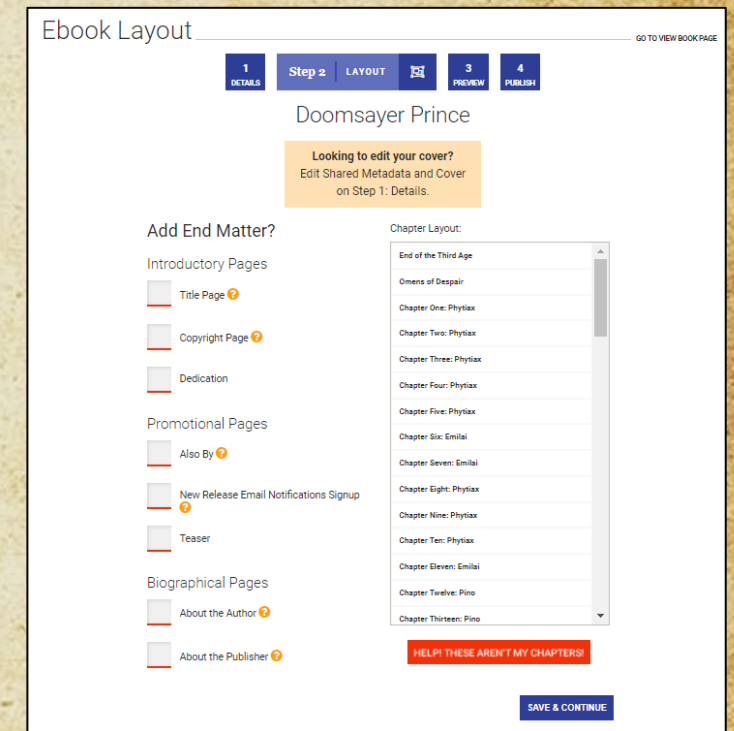 Ebook Layout
GO TO VIEW BOOK PAGE
1
DETAILS
Step 2 LAYOUT
3
PREVIEW
4
PUBLISH
Doomsayer Prince
Looking to edit your cover?
Edit Shared Metadata and Cover
on Step 1: Details.
Add End Matter?
Introductory Pages
Title Page ?
Copyright Page ?
Dedication
Promotional Pages
Also By ?
New Release Email Notifications Signup
?
Teaser
Biographical Pages
About the Author ?
About the Publisher ?
Chapter Layout:
End of the Third Age
Omens of Despair
Chapter One: Phytiax
Chapter Two: Phytiax
Chapter Three: Phytiax
Chapter Four: Phytiax
Chapter Five: Phytiax
Chapter Six: Emilai
Chapter Seven: Emilai
Chapter Eight: Phytiax
Chapter Nine: Phytiax
Chapter Ten: Phytiax
Chapter Eleven: Emilai
Chapter Twelve: Pino
Chapter Thirteen: Pino
HELP! THESE AREN'T MY CHAPTERS!
SAVE & CONTINUE